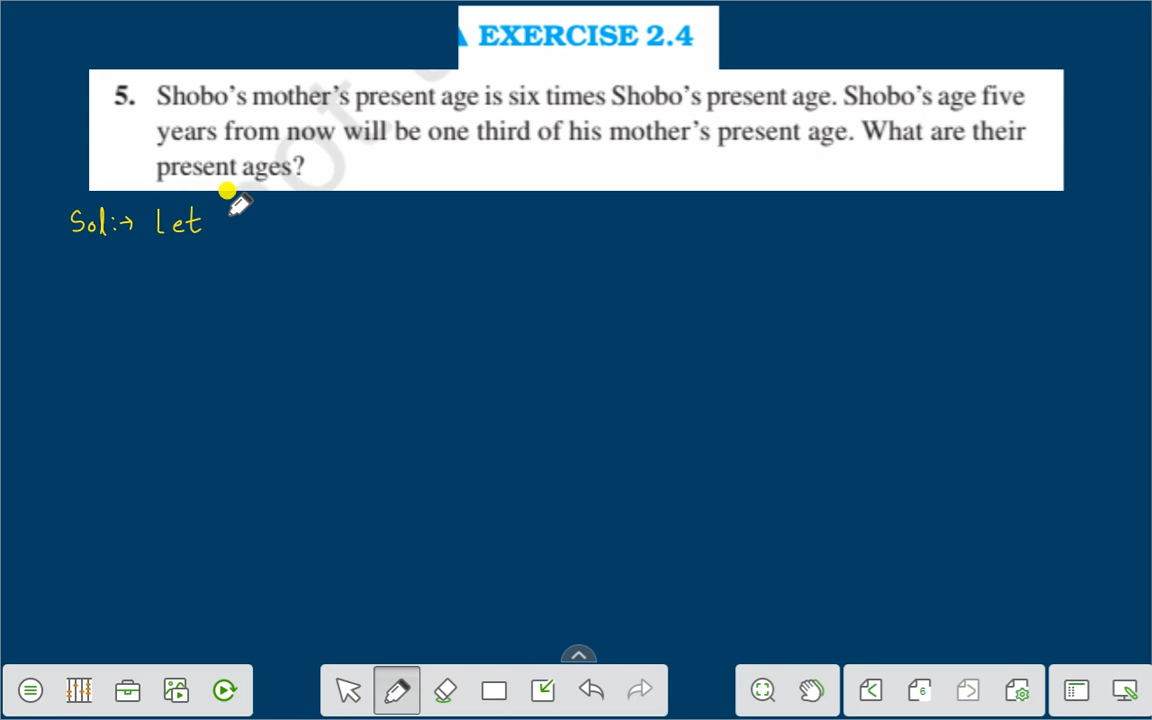 EXERCISE 2.4
5. Shobo’s mother’s present age is six times Shobo’s present age. Shobo’s age five
years from now will be one third of his mother’s present age. What are their
present ages?
Sol:→ Let
6